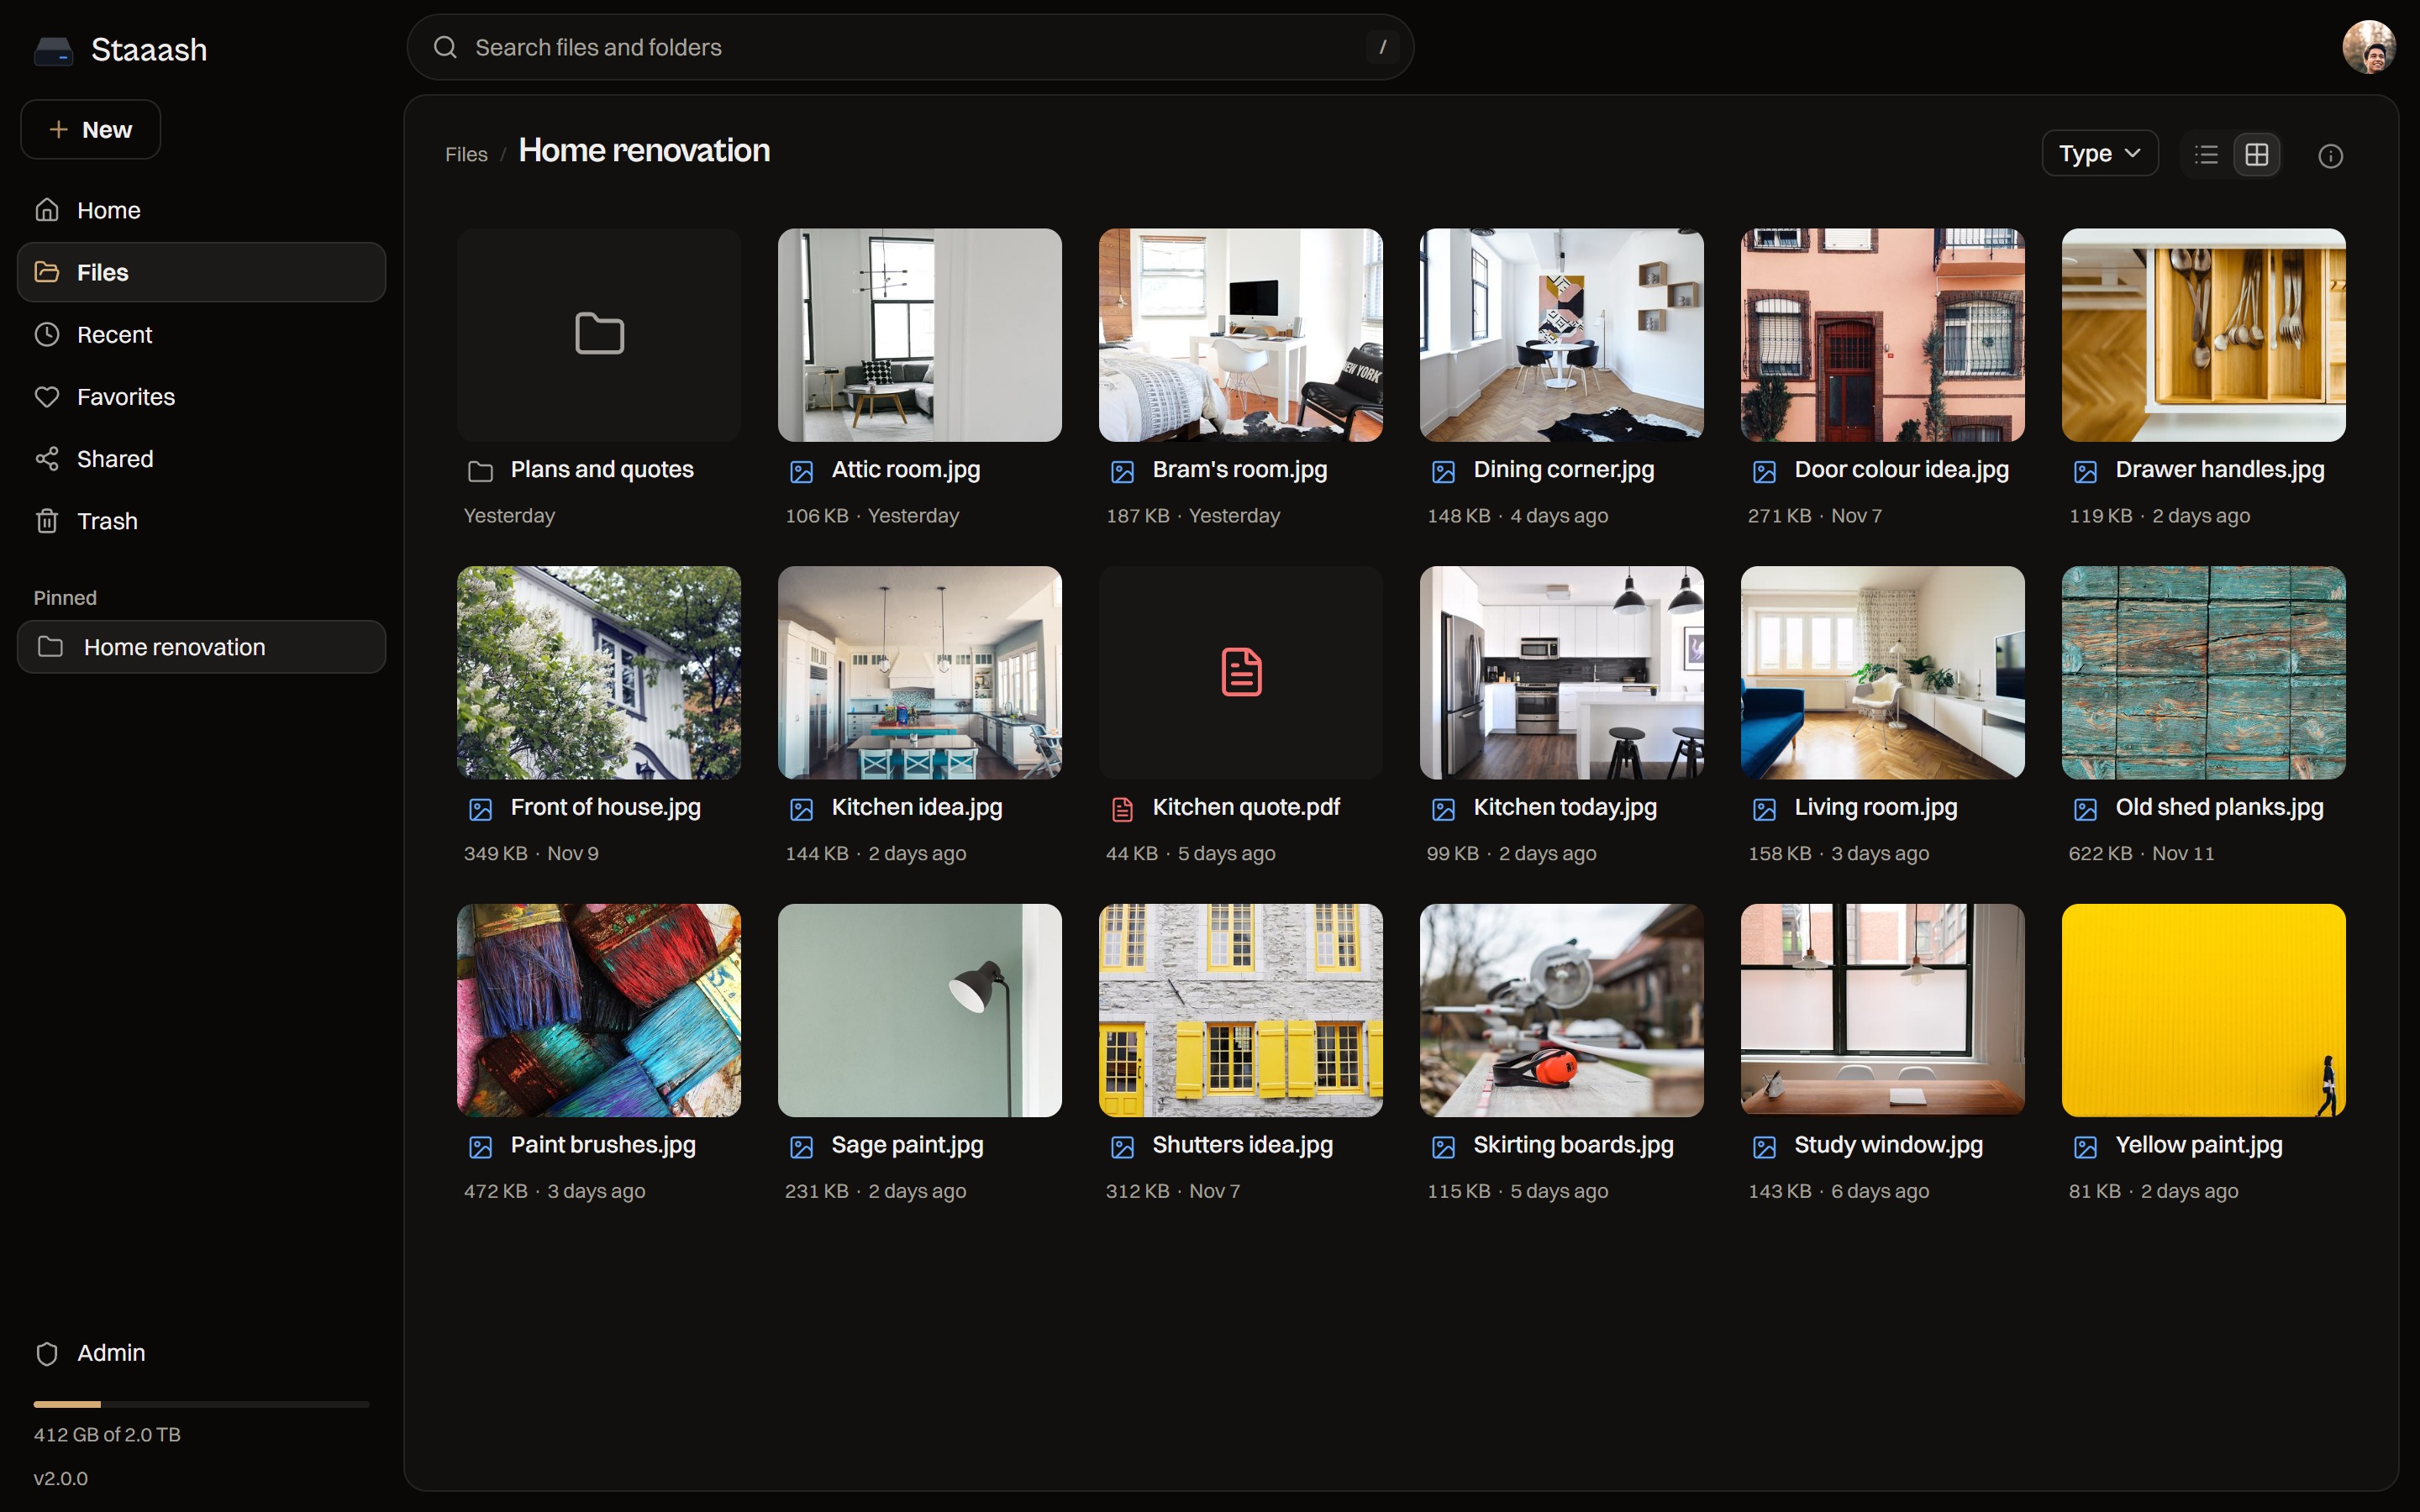 Staaash
Search files and folders
/
New
Home
Files
Recent
Favorites
Shared
Trash
Pinned
Home renovation
Admin
412 GB of 2.0 TB
v2.0.0
Files / Home renovation
Type
NEW YORK
Plans and quotes
Yesterday
Attic room.jpg
106 KB · Yesterday
Bram's room.jpg
187 KB · Yesterday
Dining corner.jpg
148 KB · 4 days ago
Door colour idea.jpg
271 KB · Nov 7
Drawer handles.jpg
119 KB · 2 days ago
Front of house.jpg
349 KB · Nov 9
Kitchen idea.jpg
144 KB · 2 days ago
Kitchen quote.pdf
44 KB · 5 days ago
Kitchen today.jpg
99 KB · 2 days ago
Living room.jpg
158 KB · 3 days ago
Old shed planks.jpg
622 KB · Nov 11
Paint brushes.jpg
472 KB · 3 days ago
Sage paint.jpg
231 KB · 2 days ago
Shutters idea.jpg
312 KB · Nov 7
Skirting boards.jpg
115 KB · 5 days ago
Study window.jpg
143 KB · 6 days ago
Yellow paint.jpg
81 KB · 2 days ago